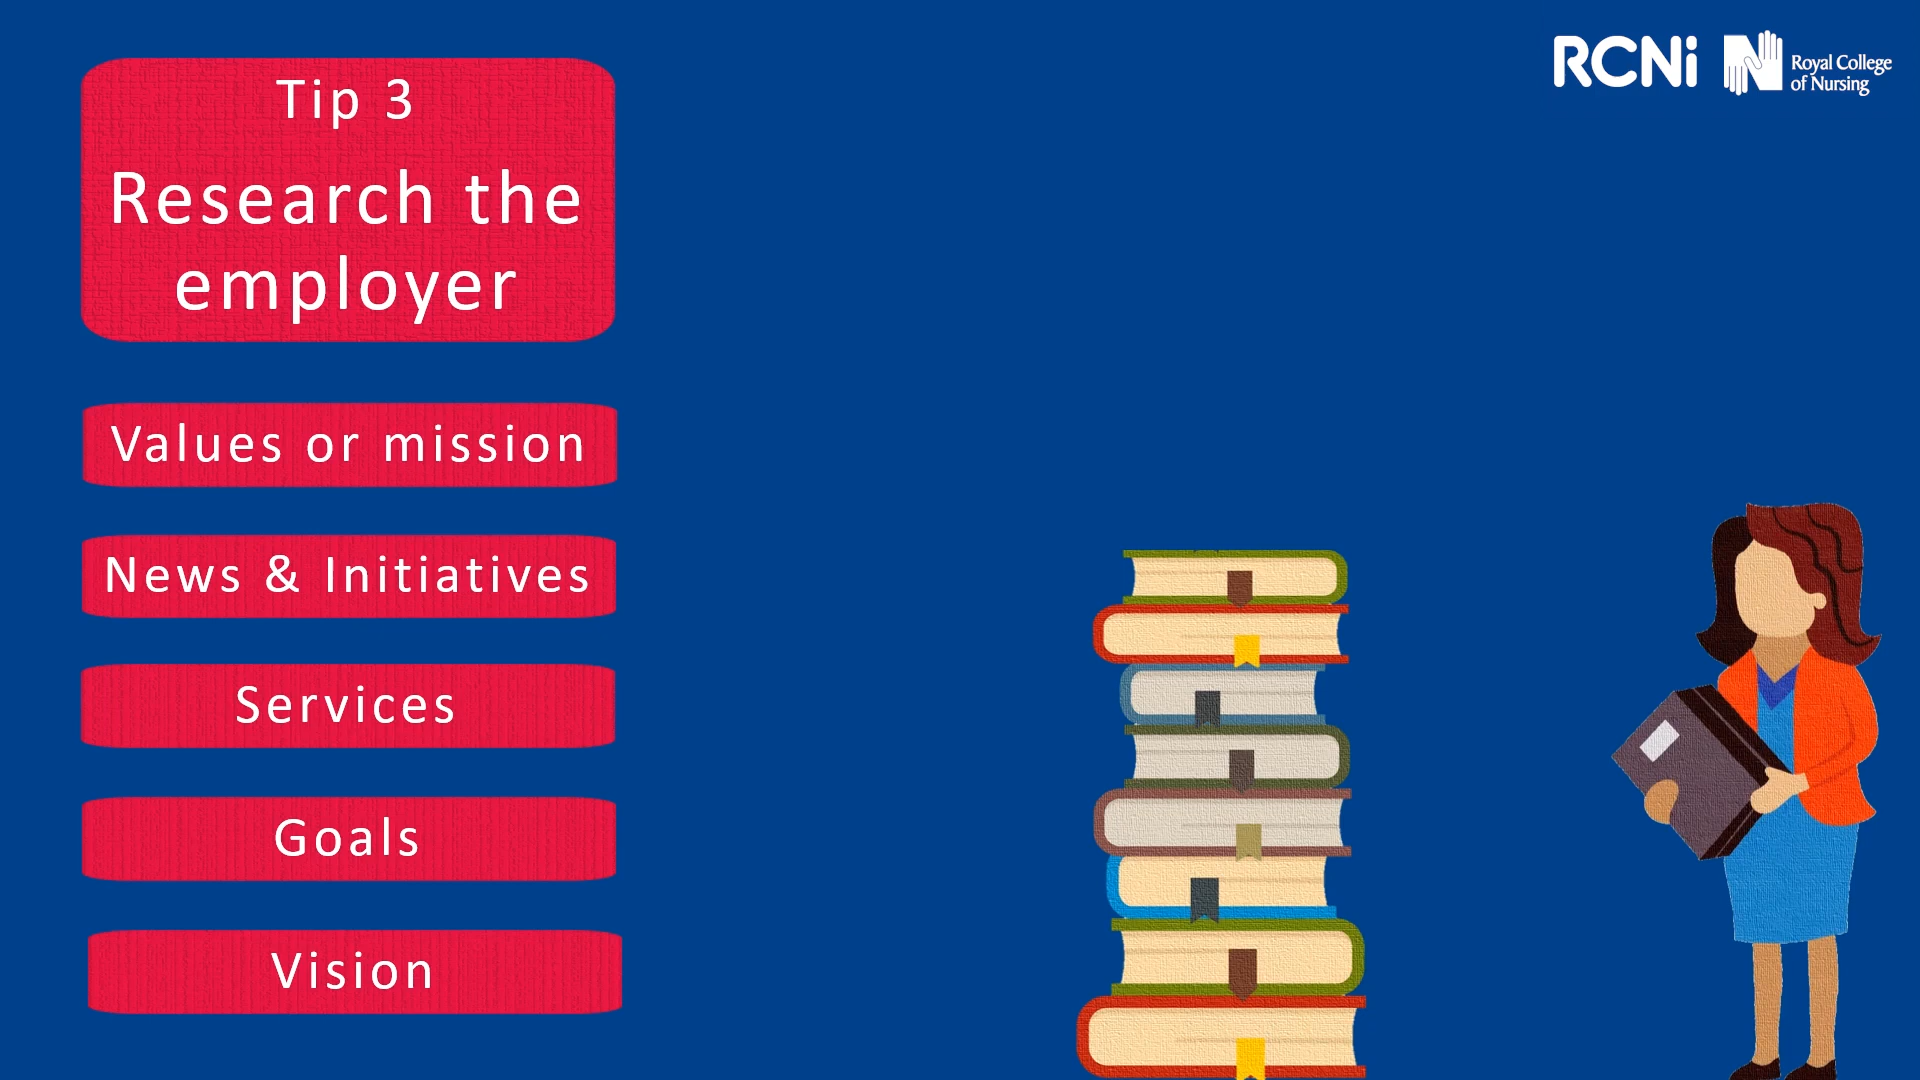 Tip 3
Research the
employer
Values or mission
News & Initiatives
Services
Goals
Vision
RCNi
Royal College
of Nursing